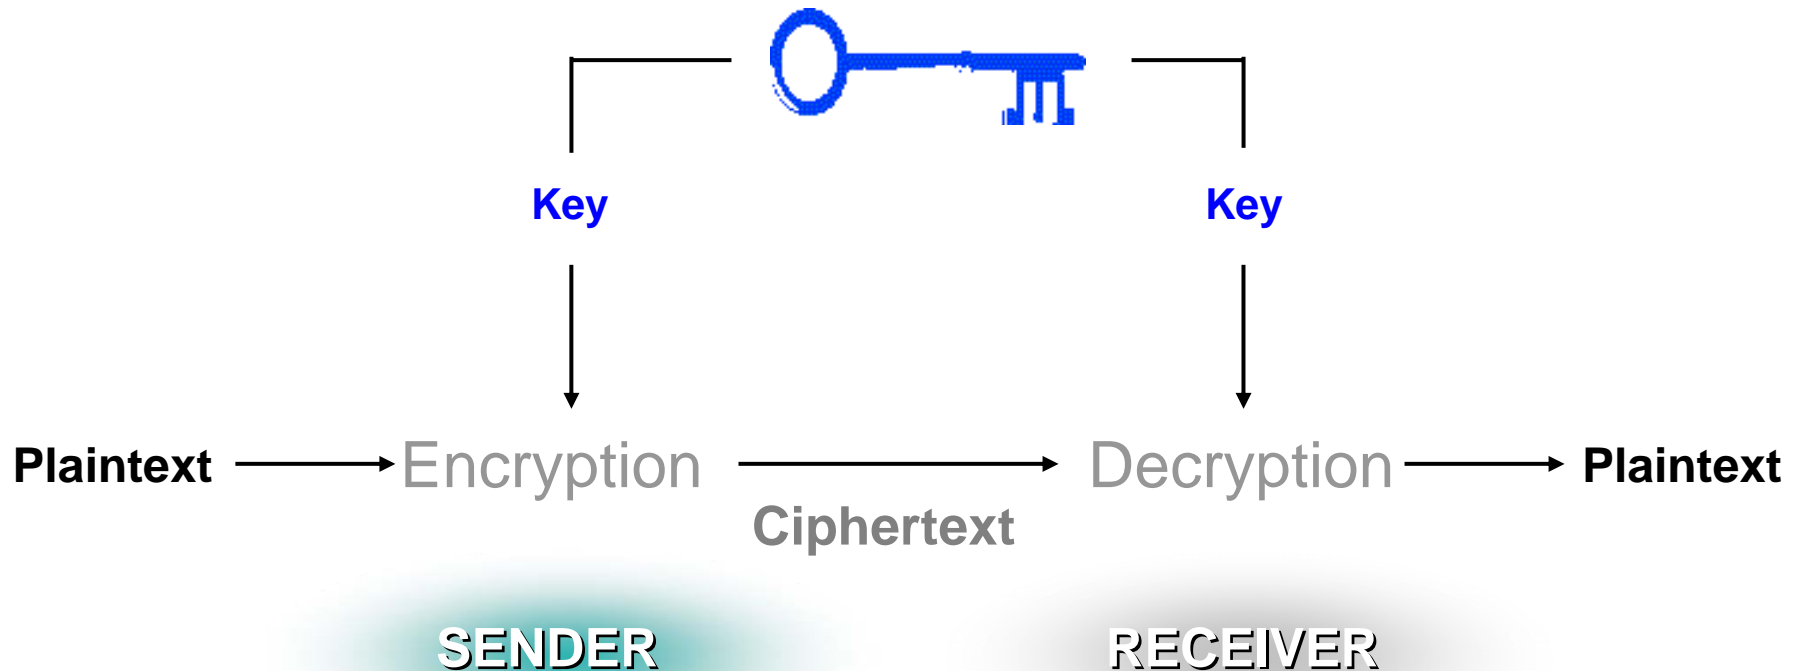 Key Key
Plaintext Encryption Decryption Plaintext
Ciphertext
SENDER RECEIVER